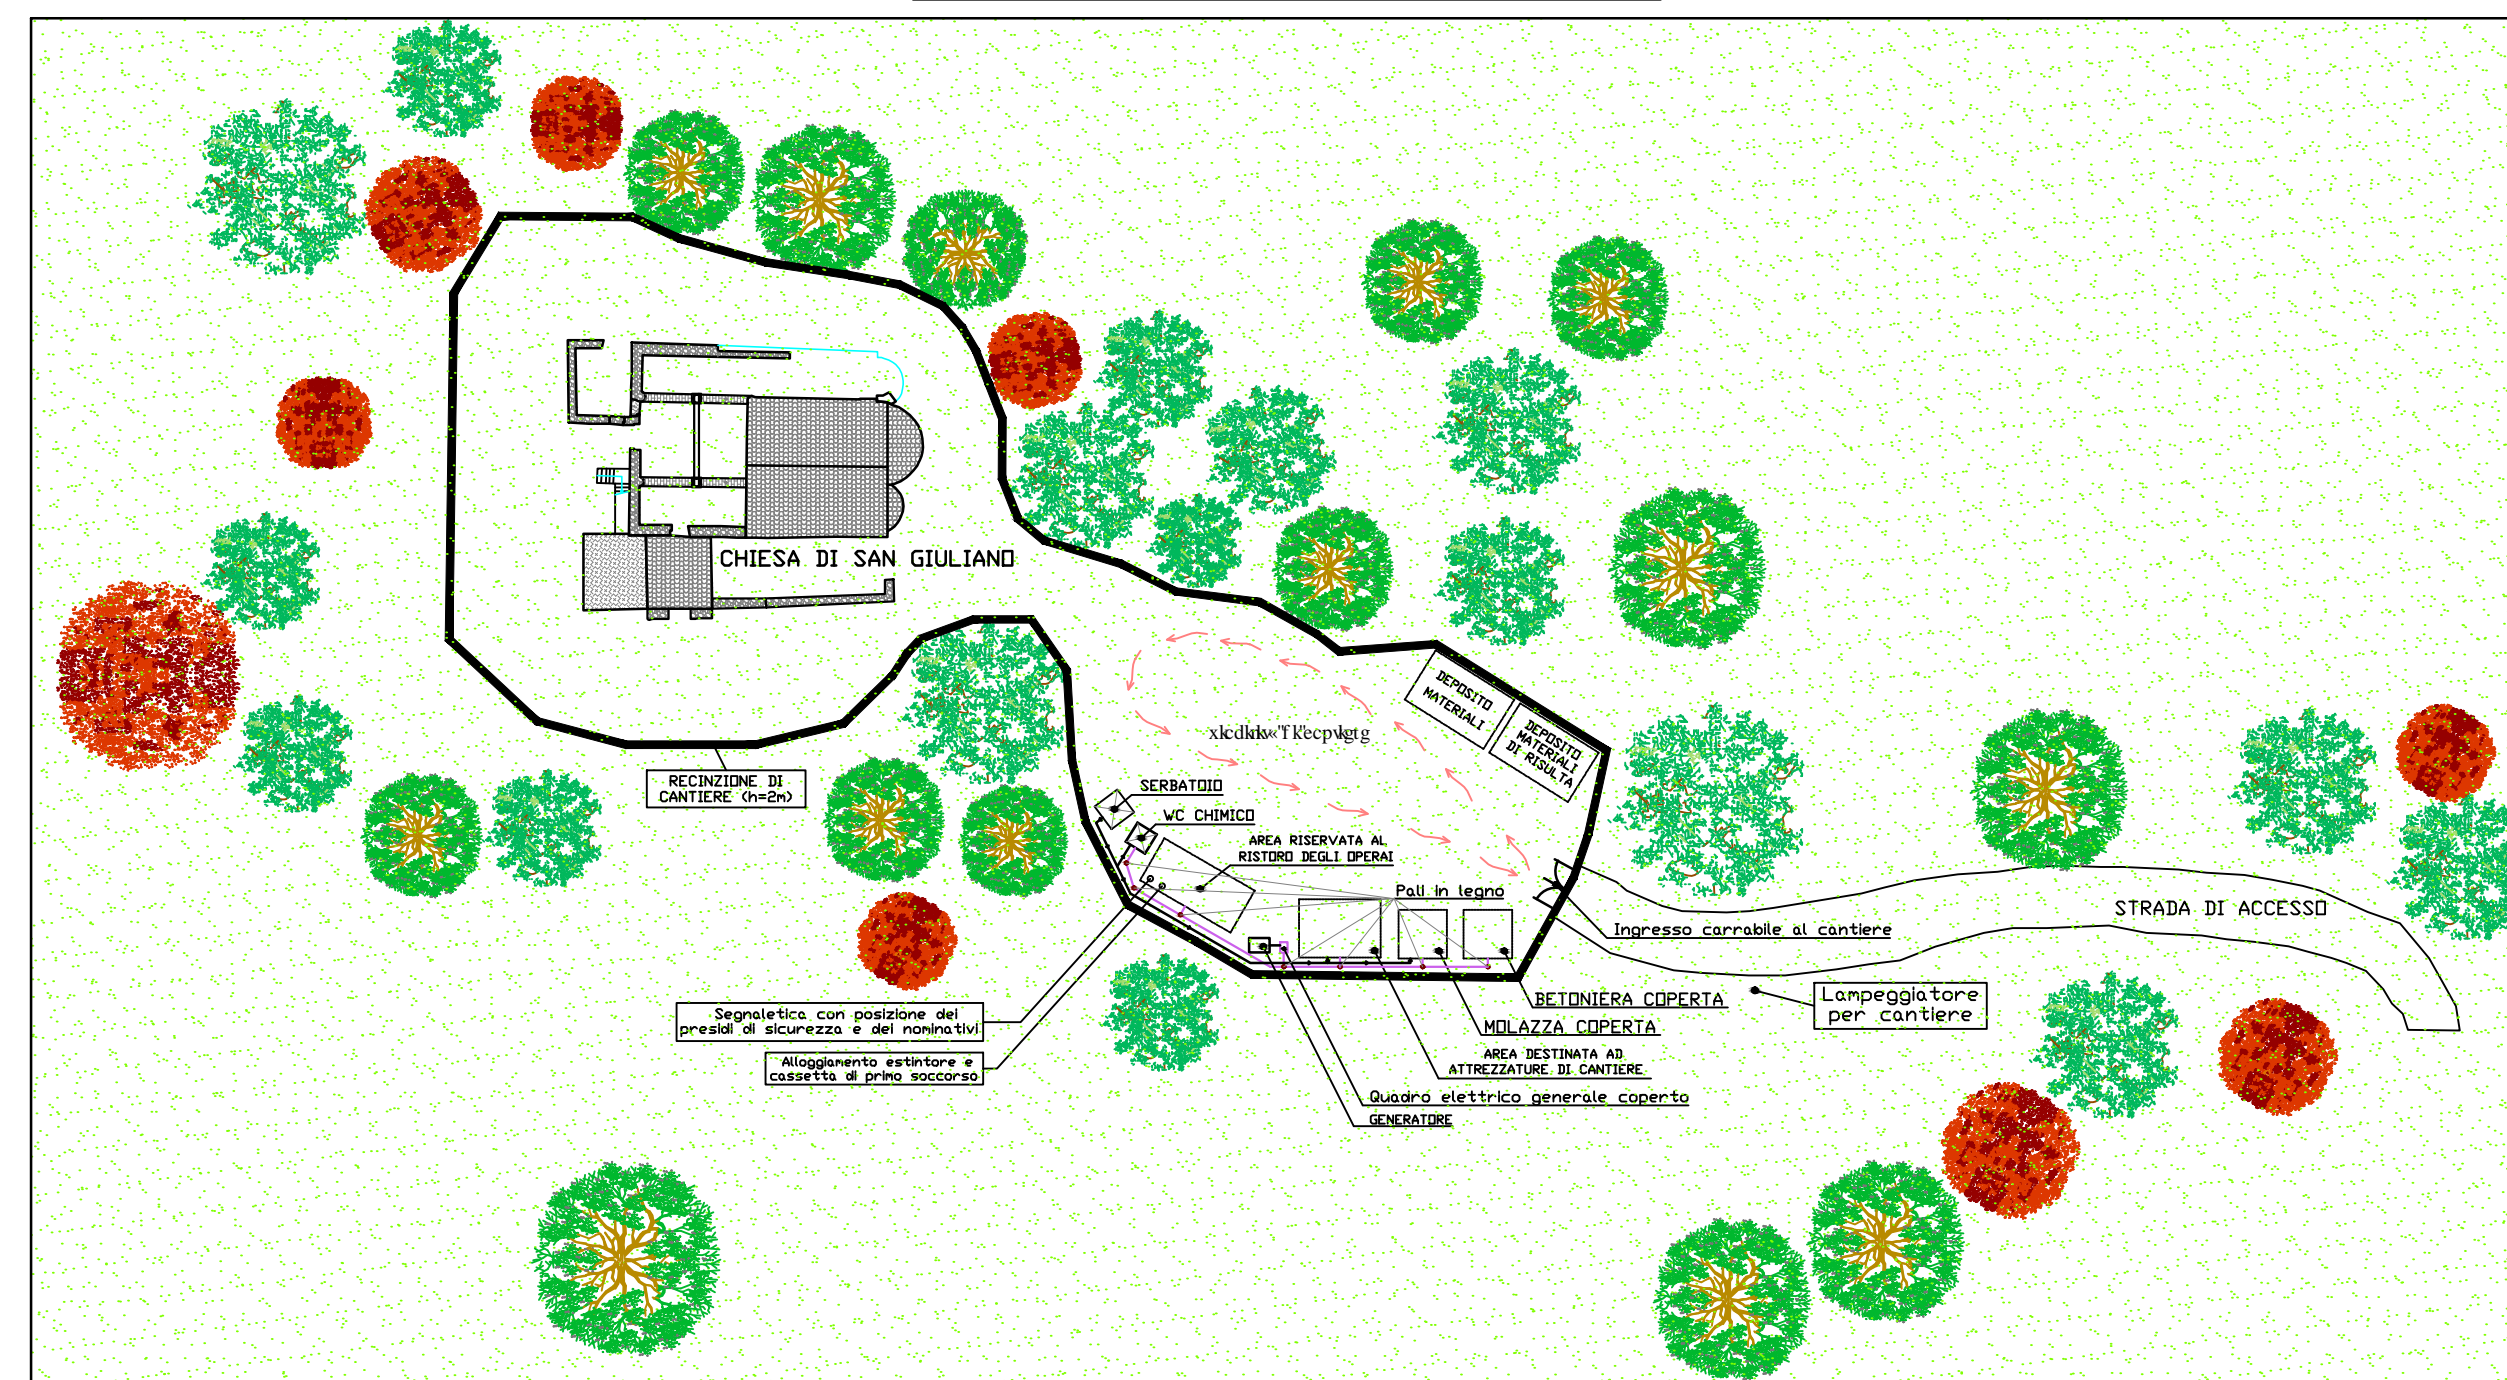 CHIESA DI SAN GIULIANO
DEPOSITO
MATERIALI
DEPOSITO
MATERIALI
DI RISULTA
RECINZIONE DI
CANTIERE (h=2m)
SERBATOIO
WC CHIMICO
AREA RISERVATA AL
RISTORO DEGLI OPERAI
Pali in legno
STRADA DI ACCESSO
Ingresso carrabile al cantiere
Segnaletica con posizione dei
presidi di sicurezza e dei nominativi
Alloggiamento estintore e
cassetta di primo soccorso
BETONIERA COPERTA
MOLAZZA COPERTA
Lampeggiatore
per cantiere
AREA DESTINATA AD
ATTREZZATURE DI CANTIERE
Quadro elettrico generale coperto
GENERATORE